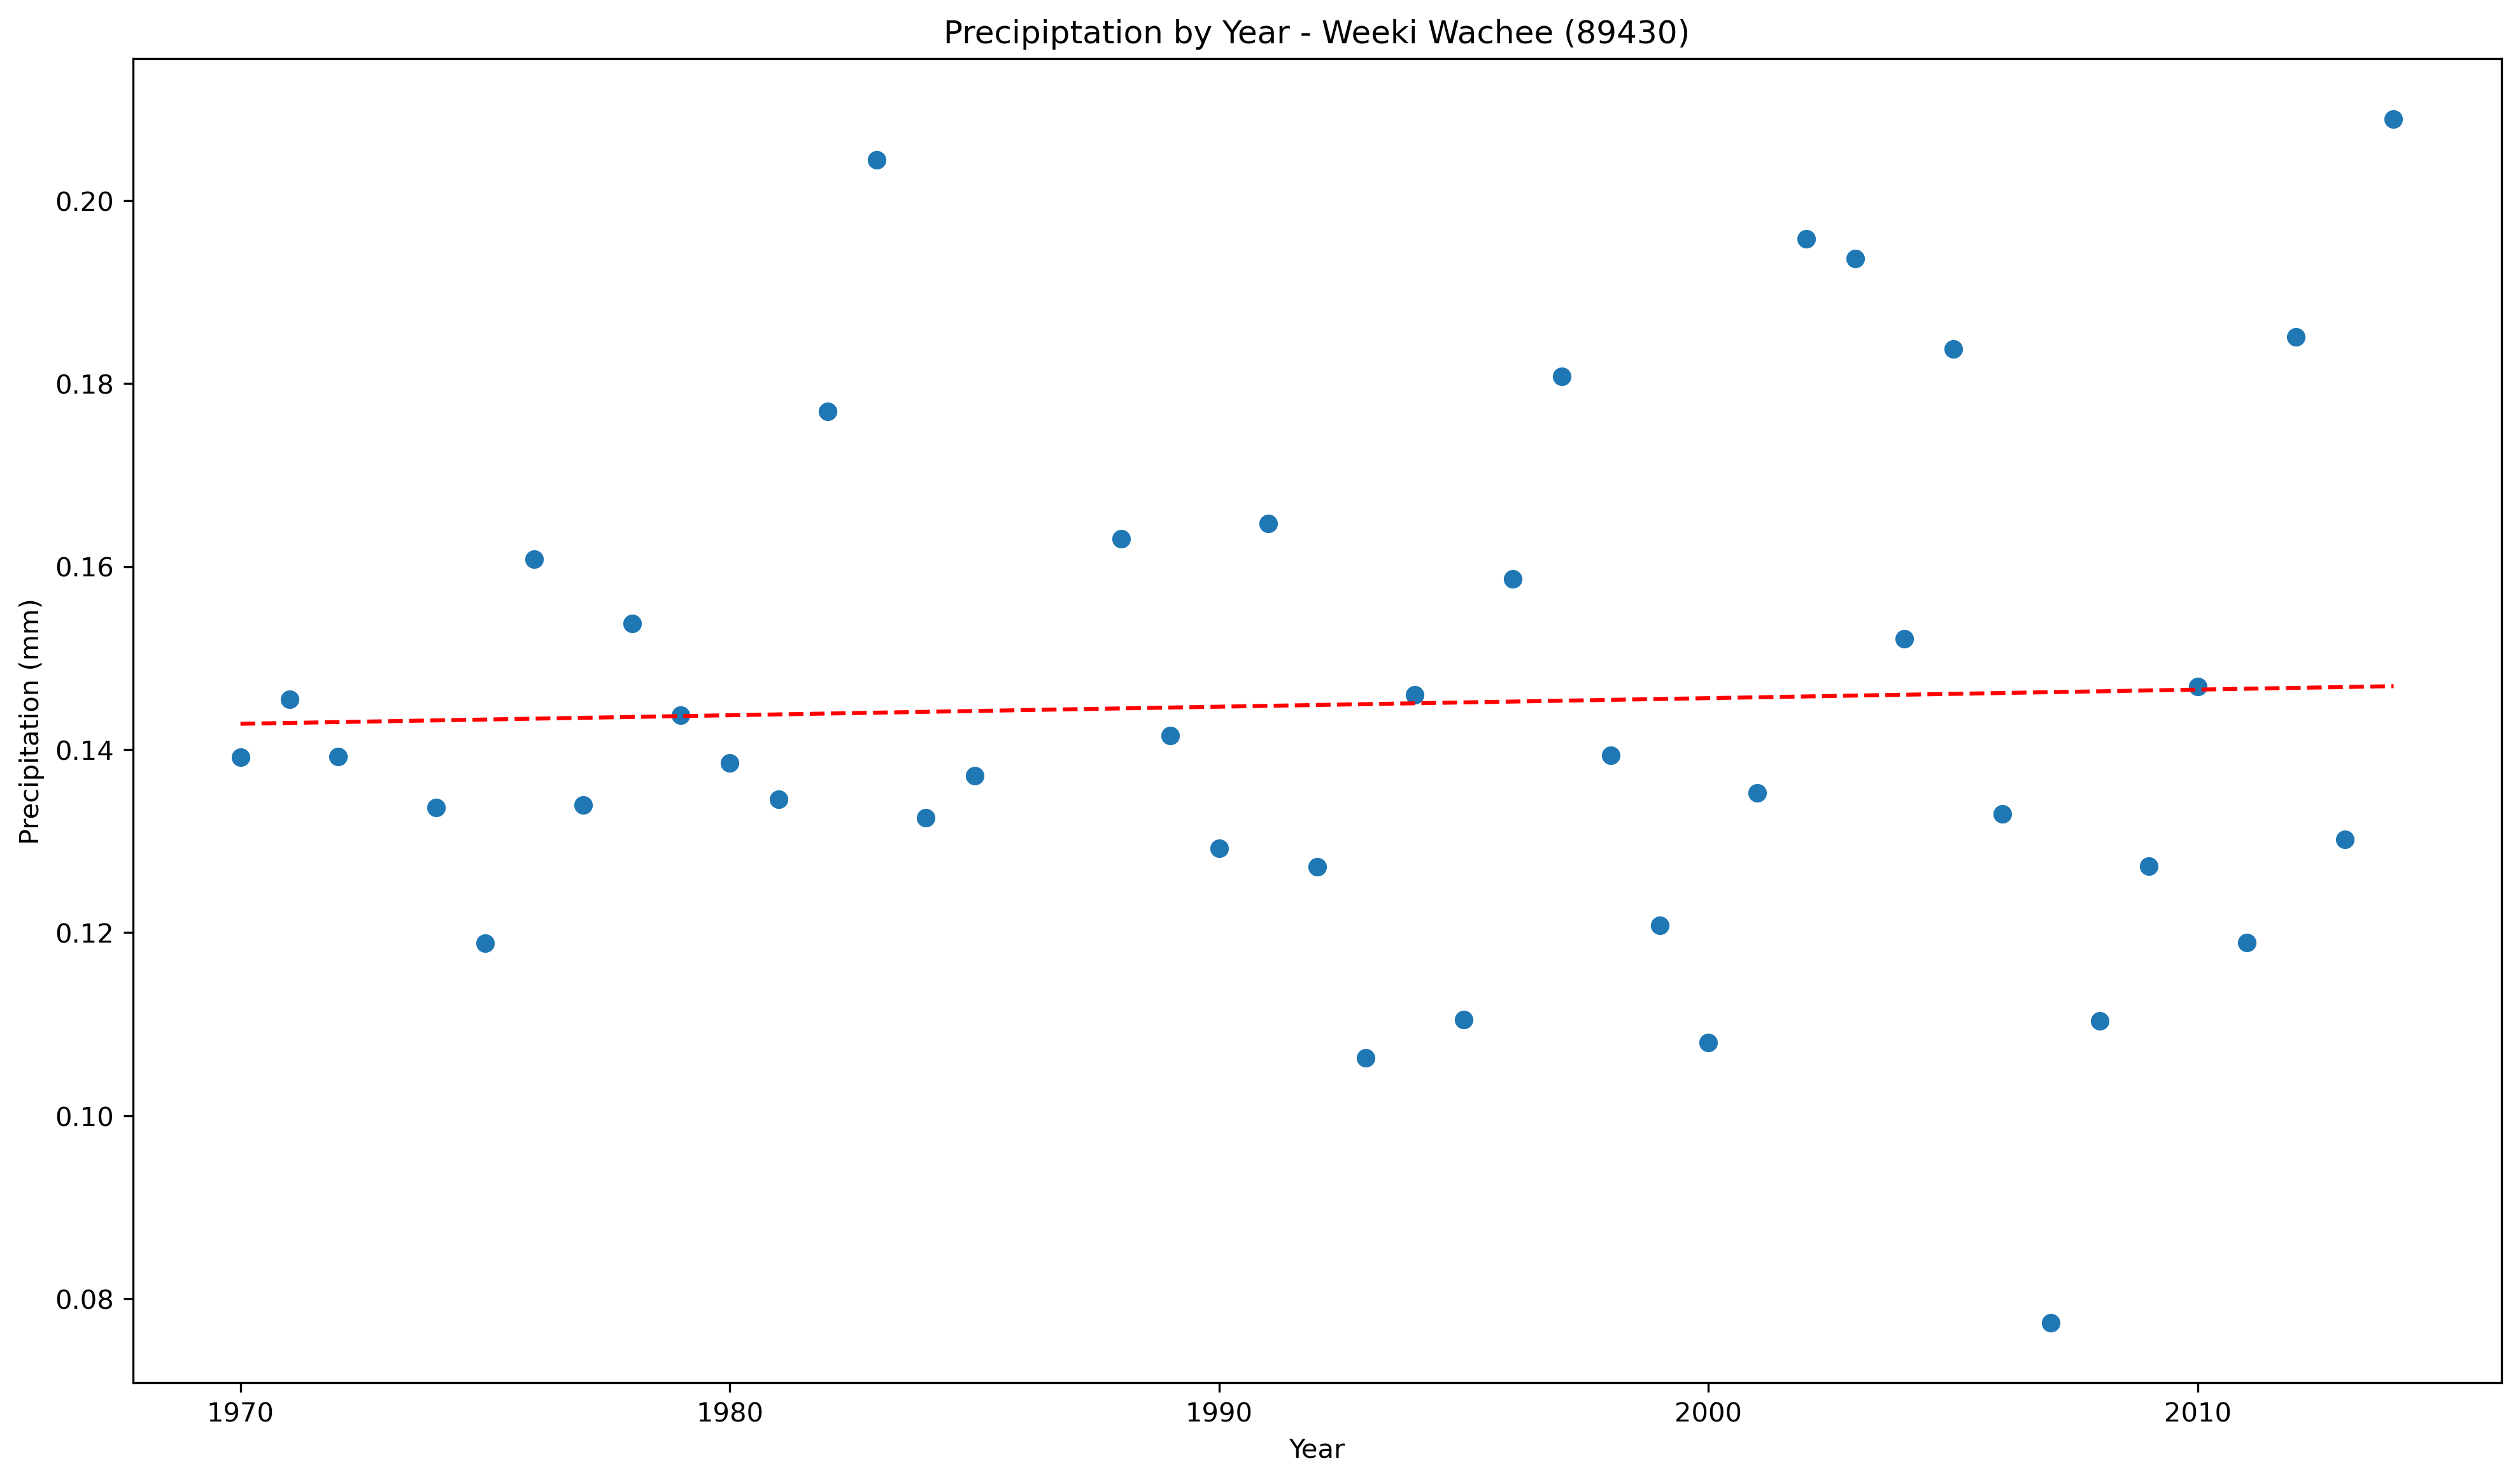 Precipiptation by Year - Weeki Wachee (89430)
0.20
0.18
0.16
0.14
0.12
0.10
0.08
Precipitation (mm)
1970 1980 1990 2000 2010
Year